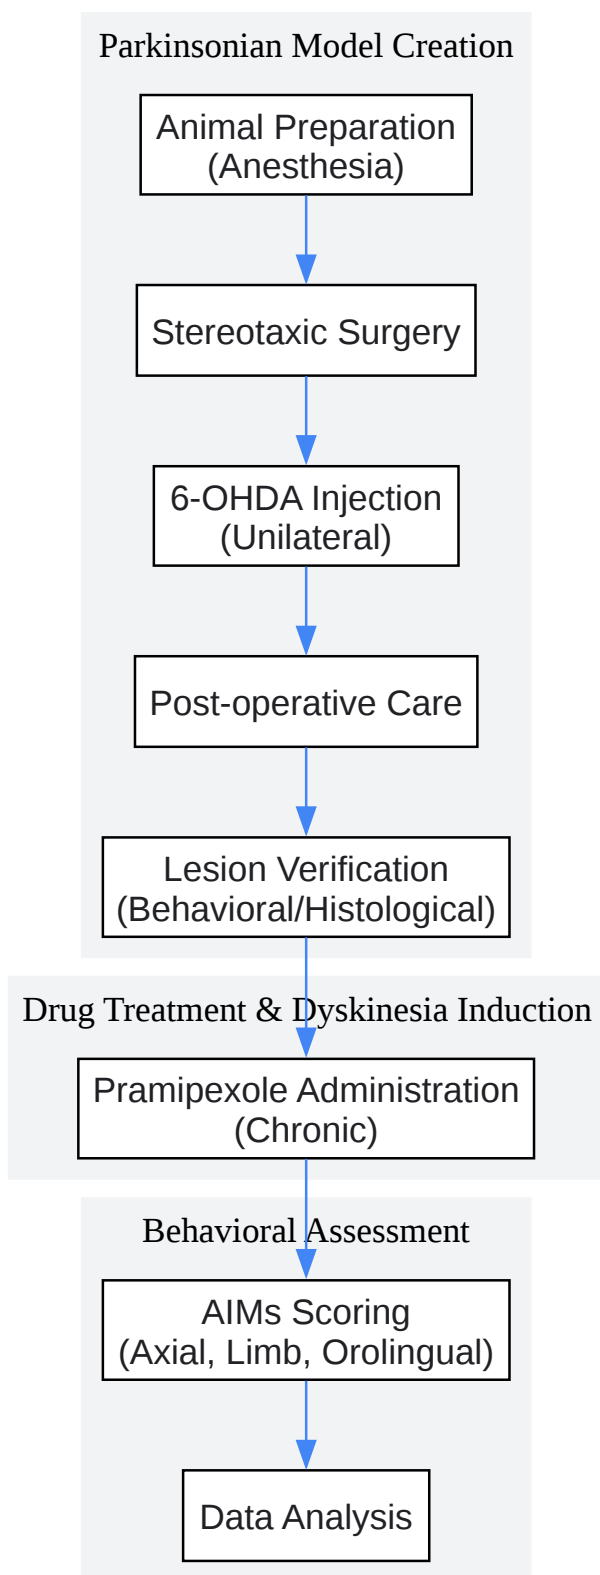 Parkinsonian Model Creation
Animal Preparation
(Anesthesia)
Stereotaxic Surgery
6-OHDA Injection
(Unilateral)
Post-operative Care
Lesion Verification
(Behavioral/Histological)
Drug Treatment & Dyskinesia Induction
Pramipexole Administration
(Chronic)
Behavioral Assessment
AIMs Scoring
(Axial, Limb, Orolingual)
Data Analysis